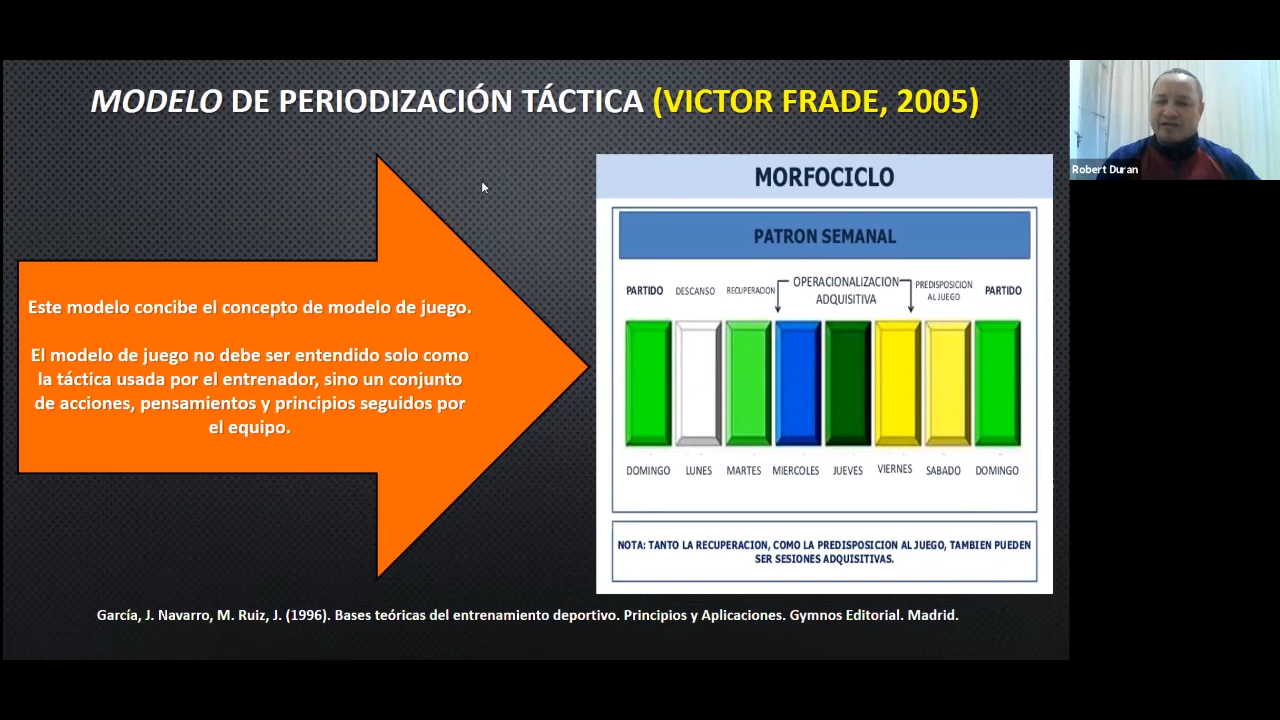 MODELO DE PERIODIZACIÓN TÁCTICA (VICTOR FRADE, 2005)
Robert Duran
Este modelo concibe el concepto de modelo de juego.
El modelo de juego no debe ser entendido solo como
la táctica usada por el entrenador, sino un conjunto
de acciones, pensamientos y principios seguidos por
el equipo.
MORFOCICLO
PATRON SEMANAL
PARTIDO DESCANSO RECUPERACION OPERACIONALIZACION ADQUISITIVA PREDISPOSICION AL JUEGO PARTIDO
DOMINGO LUNES MARTES MIERCOLES JUEVES VIERNES SABADO DOMINGO
NOTA: TANTO LA RECUPERACION, COMO LA PREDISPOSICION AL JUEGO, TAMBIEN PUEDEN
SER SESIONES ADQUISITIVAS.
García, J. Navarro, M. Ruiz, J. (1996). Bases teóricas del entrenamiento deportivo. Principios y Aplicaciones. Gymnos Editorial. Madrid.